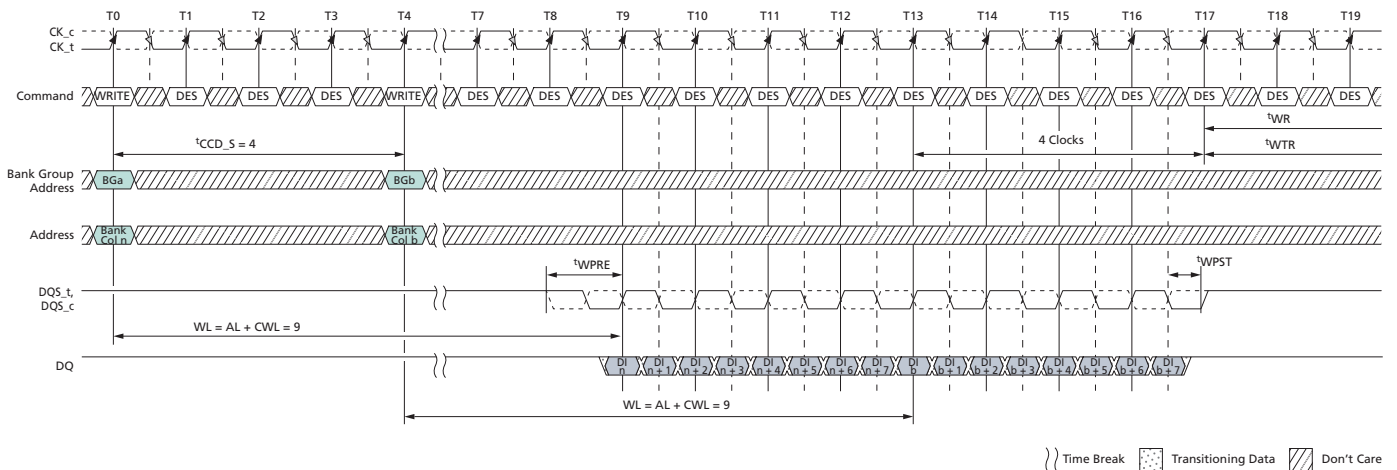 T0 T1 T2 T3 T4 T7 T8 T9 T10 T11 T12 T13 T14 T15 T16 T17 T18 T19
CK_c
CK_t
Command WRITE DES DES DES WRITE DES DES DES DES DES DES DES DES DES DES DES DES DES
tWR
tCCD_S = 4 4 Clocks tWTR
Bank Group
Address BGa BGb
Address Bank
Col n Bank
Col b
tWPRE tWPST
DQS_t,
DQS_c
WL = AL + CWL = 9
DQ DI
n DI
n + 1 DI
n + 2 DI
n + 3 DI
n + 4 DI
n + 5 DI
n + 6 DI
n + 7 DI
b DI
b + 1 DI
b + 2 DI
b + 3 DI
b + 4 DI
b + 5 DI
b + 6 DI
b + 7
WL = AL + CWL = 9
Time Break Transitioning Data Don't Care